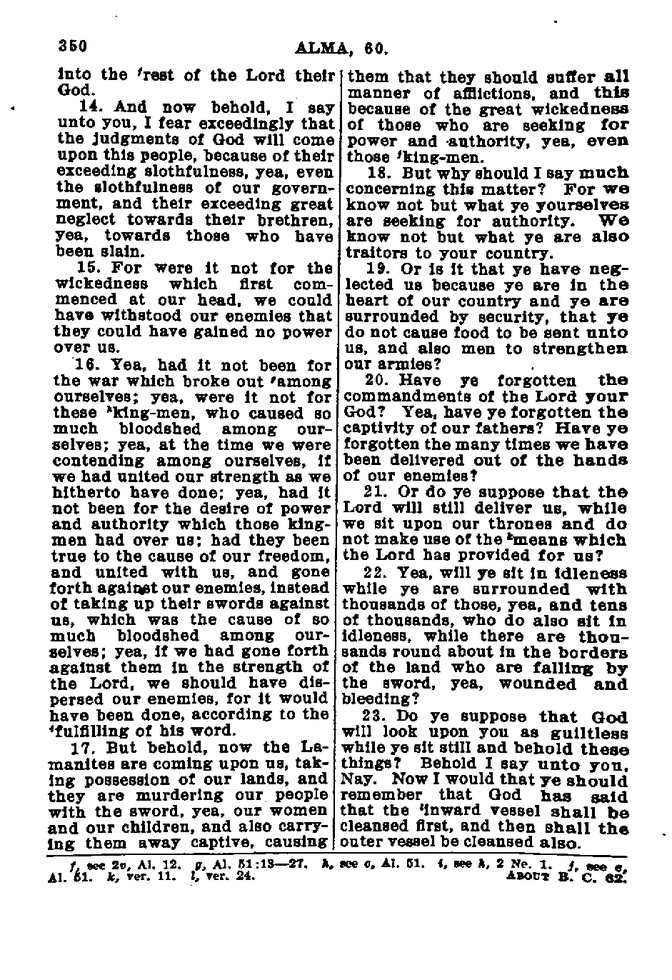 350
ALMA, 60.
into the ᶠrest of the Lord their
God.
14. And now behold, I say
unto you, I fear exceedingly that
the judgments of God will come
upon this people, because of their
exceeding slothfulness, yea, even
the slothfulness of our govern-
ment, and their exceeding great
neglect towards their brethren,
yea, towards those who have
been slain.
15. For were it not for the
wickedness which first com-
menced at our head, we could
have withstood our enemies that
they could have gained no power
over us.
16. Yea, had it not been for
the war which broke out ᵍamong
ourselves; yea, were it not for
these ʰking-men, who caused so
much bloodshed among our-
selves; yea, at the time we were
contending among ourselves, if
we had united our strength as we
hitherto have done; yea, had it
not been for the desire of power
and authority which those king-
men had over us; had they been
true to the cause of our freedom,
and united with us, and gone
forth against our enemies, instead
of taking up their swords against
us, which was the cause of so
much bloodshed among our-
selves; yea, if we had gone forth
against them in the strength of
the Lord, we should have dis-
persed our enemies, for it would
have been done, according to the
ⁱfulfilling of his word.
17. But behold, now the La-
manites are coming upon us, tak-
ing possession of our lands, and
they are murdering our people
with the sword, yea, our women
and our children, and also carry-
ing them away captive, causing
them that they should suffer all
manner of afflictions, and this
because of the great wickedness
of those who are seeking for
power and authority, yea, even
those ʲking-men.
18. But why should I say much
concerning this matter? For we
know not but what ye yourselves
are seeking for authority. We
know not but what ye are also
traitors to your country.
19. Or is it that ye have neg-
lected us because ye are in the
heart of our country and ye are
surrounded by security, that ye
do not cause food to be sent unto
us, and also men to strengthen
our armies?
20. Have ye forgotten the
commandments of the Lord your
God? Yea, have ye forgotten the
captivity of our fathers? Have ye
forgotten the many times we have
been delivered out of the hands
of our enemies?
21. Or do ye suppose that the
Lord will still deliver us, while
we sit upon our thrones and do
not make use of the ᵏmeans which
the Lord has provided for us?
22. Yea, will ye sit in idleness
while ye are surrounded with
thousands of those, yea, and tens
of thousands, who do also sit in
idleness, while there are thou-
sands round about in the borders
of the land who are falling by
the sword, yea, wounded and
bleeding?
23. Do ye suppose that God
will look upon you as guiltless
while ye sit still and behold these
things? Behold I say unto you,
Nay. Now I would that ye should
remember that God has said
that the ˡinward vessel shall be
cleansed first, and then shall the
outer vessel be cleansed also.
f, see 2c, Al. 12. g, Al. 51:13—27. h, see c, Al. 51. i, see h, 2 Ne. 1. j, see c,
Al. 51. k, ver. 11. l, ver. 24. ABOUT B. C. 62.